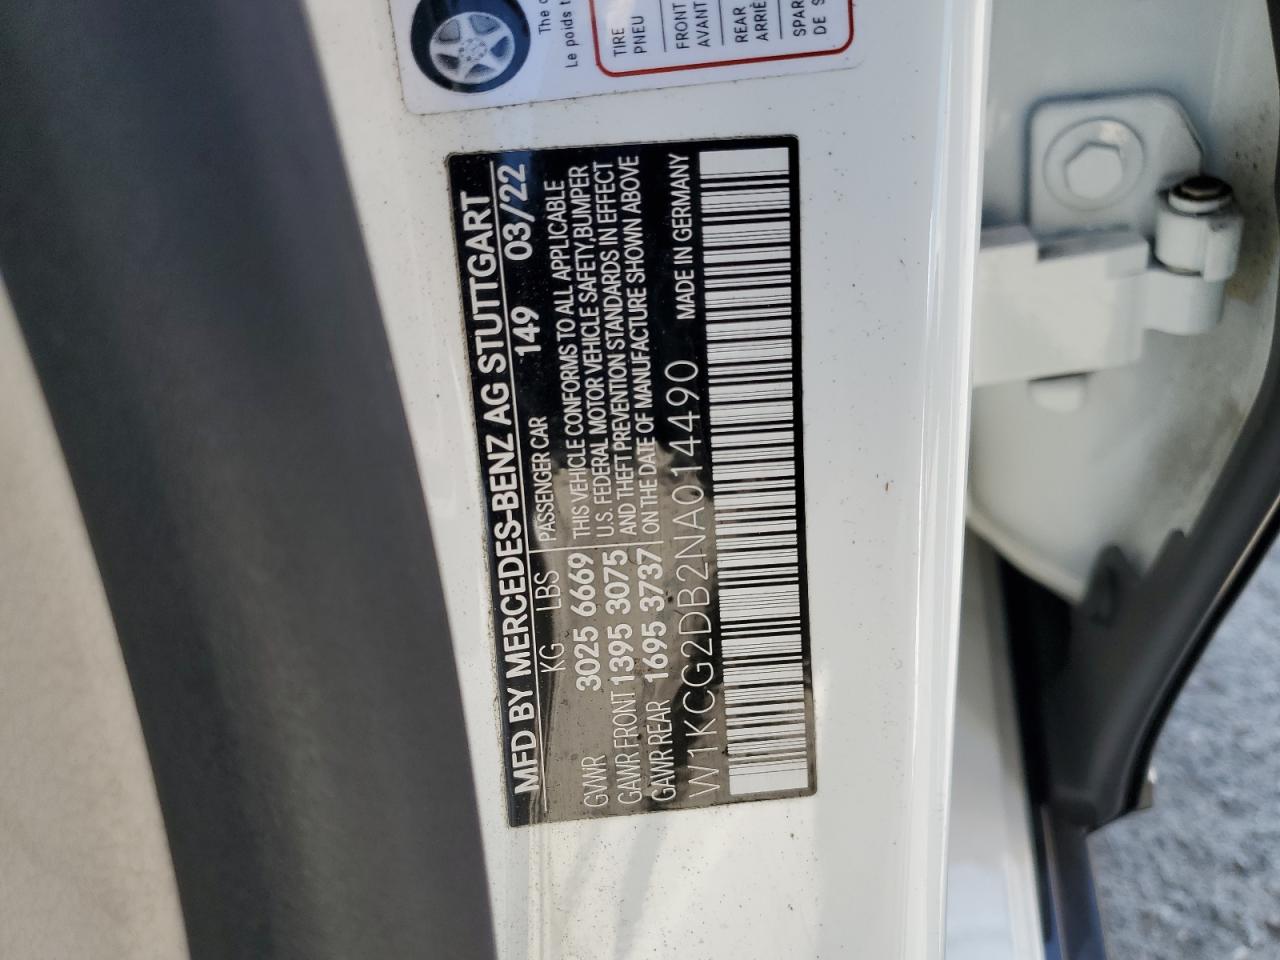 MFD BY MERCEDES-BENZ AG STUTTGART
KG LBS PASSENGER CAR 149 03/22
GVWR 3025 6669 THIS VEHICLE CONFORMS TO ALL APPLICABLE
U.S. FEDERAL MOTOR VEHICLE SAFETY,BUMPER
GAWR FRONT 1395 3075 AND THEFT PREVENTION STANDARDS IN EFFECT
GAWR REAR 1695 3737 ON THE DATE OF MANUFACTURE SHOWN ABOVE
W1KCG2DB2NA014490 MADE IN GERMANY
The
Le poids
TIRE
PNEU
FRONT
AVANT
REAR
ARRIÈ
SPAR
DE S